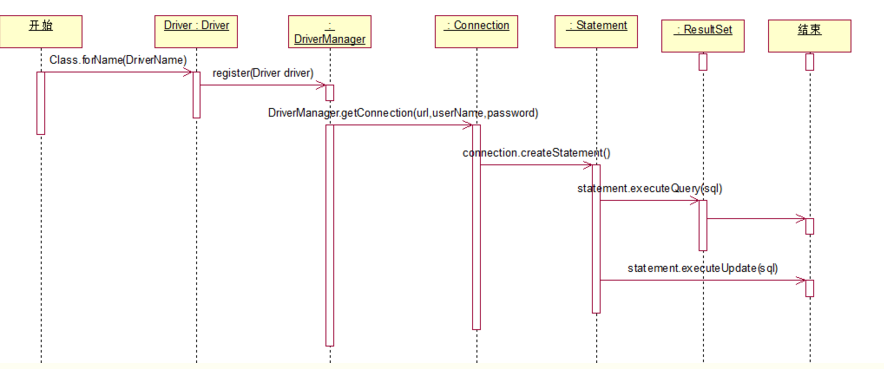 开始
Driver : Driver
:
DriverManager
: Connection
: Statement
: ResultSet
结束
Class.forName(DriverName)
register(Driver driver)
DriverManager.getConnection(url,userName,password)
connection.createStatement()
statement.executeQuery(sql)
statement.executeUpdate(sql)